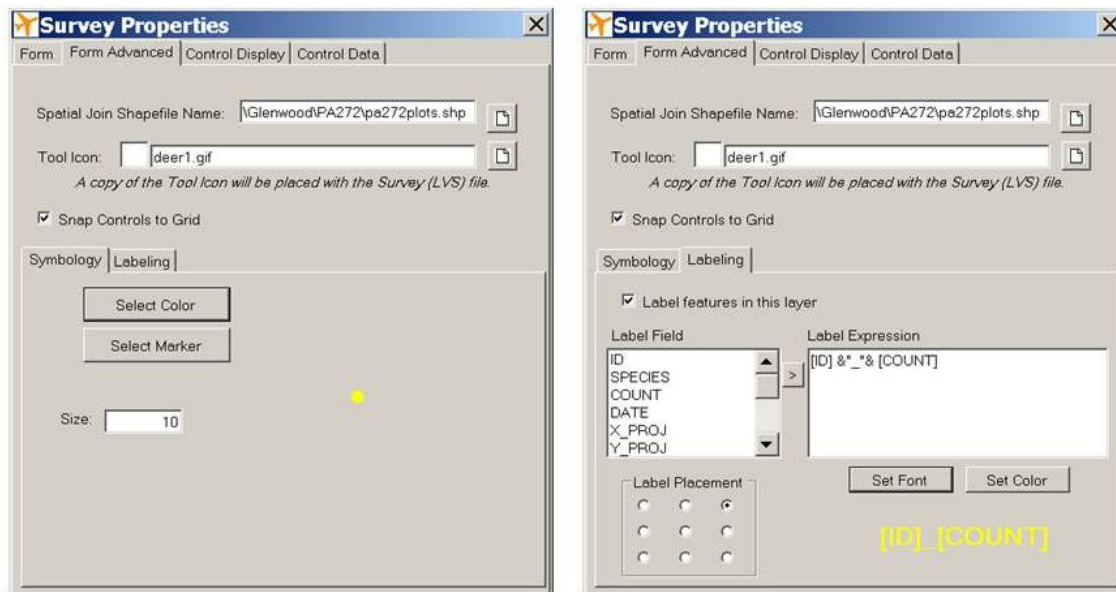 Survey Properties
Form Form Advanced Control Display Control Data
Spatial Join Shapefile Name: \Glenwood\PA272\pa272plots.shp
Tool Icon: deer1.gif
A copy of the Tool Icon will be placed with the Survey (LVS) file.
Snap Controls to Grid
Symbology Labeling
Select Color
Select Marker
Size: 10
Survey Properties
Form Form Advanced Control Display Control Data
Spatial Join Shapefile Name: \Glenwood\PA272\pa272plots.shp
Tool Icon: deer1.gif
A copy of the Tool Icon will be placed with the Survey (LVS) file.
Snap Controls to Grid
Symbology Labeling
Label features in this layer
Label Field
ID
SPECIES
COUNT
DATE
X_PROJ
Y_PROJ
>
Label Expression
[ID] &"_"& [COUNT]
Label Placement
Set Font Set Color
[ID]_[COUNT]